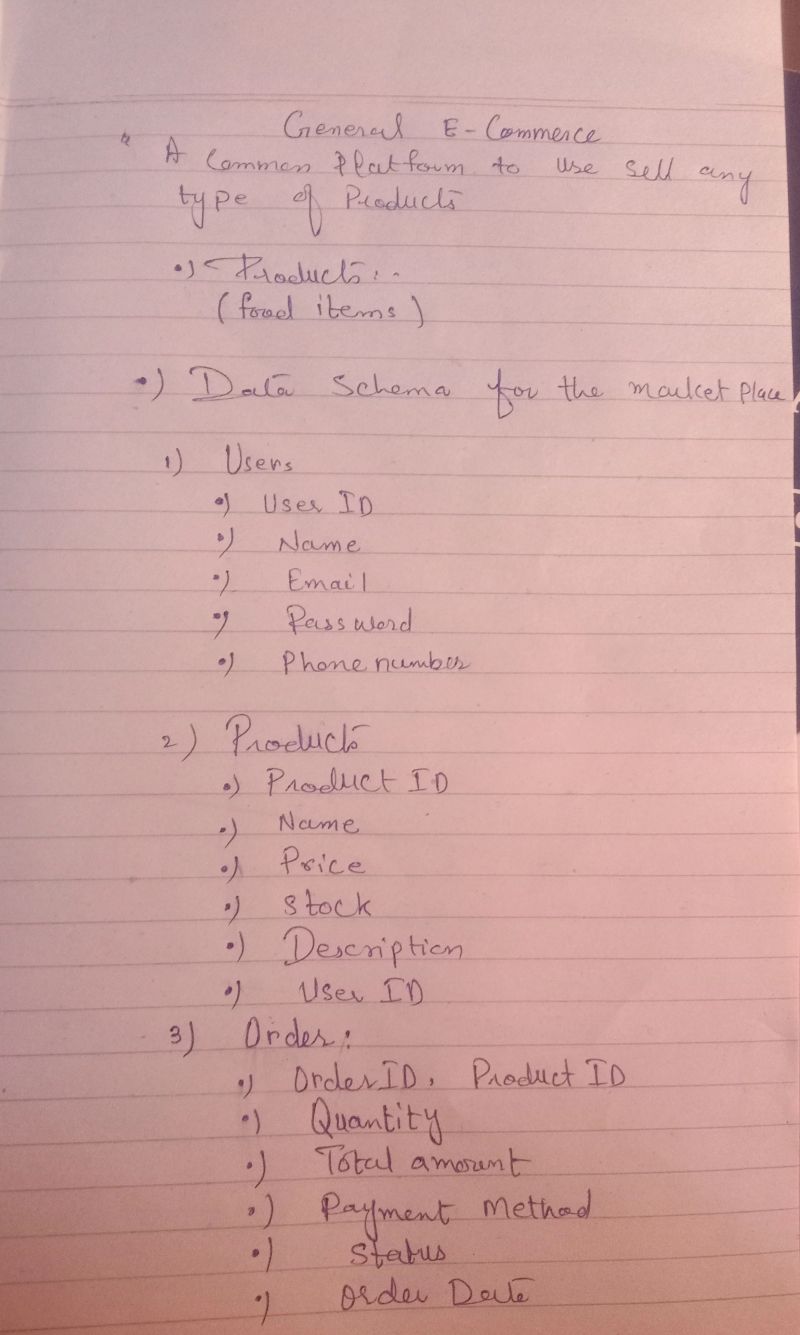 General E-Commerce
" A Common Platform to use sell any
type of Products
•) Products:-
(food items)
•) Data Schema for the market place
1) Users
•) User ID
•) Name
•) Email
•) Password
•) Phone number
2) Products
•) Product ID
•) Name
•) Price
•) Stock
•) Description
•) User ID
3) Order:
•) Order ID, Product ID
•) Quantity
•) Total amount
•) Payment Method
•) Status
•) Order Date